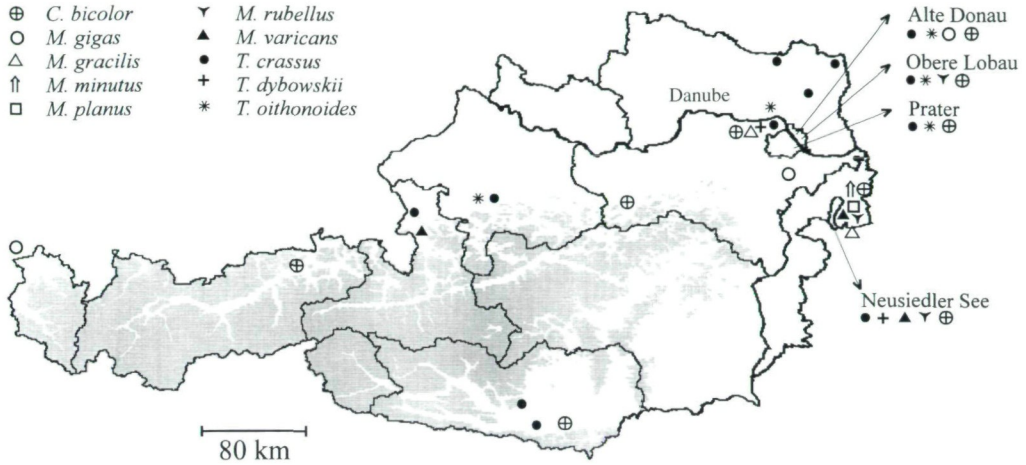 C. bicolor
M. gigas
M. gracilis
M. minutus
M. planus
M. rubellus
M. varicans
T. crassus
T. dybowskii
T. oithonoides
Danube
Alte Donau
Obere Lobau
Prater
Neusiedler See
80 km